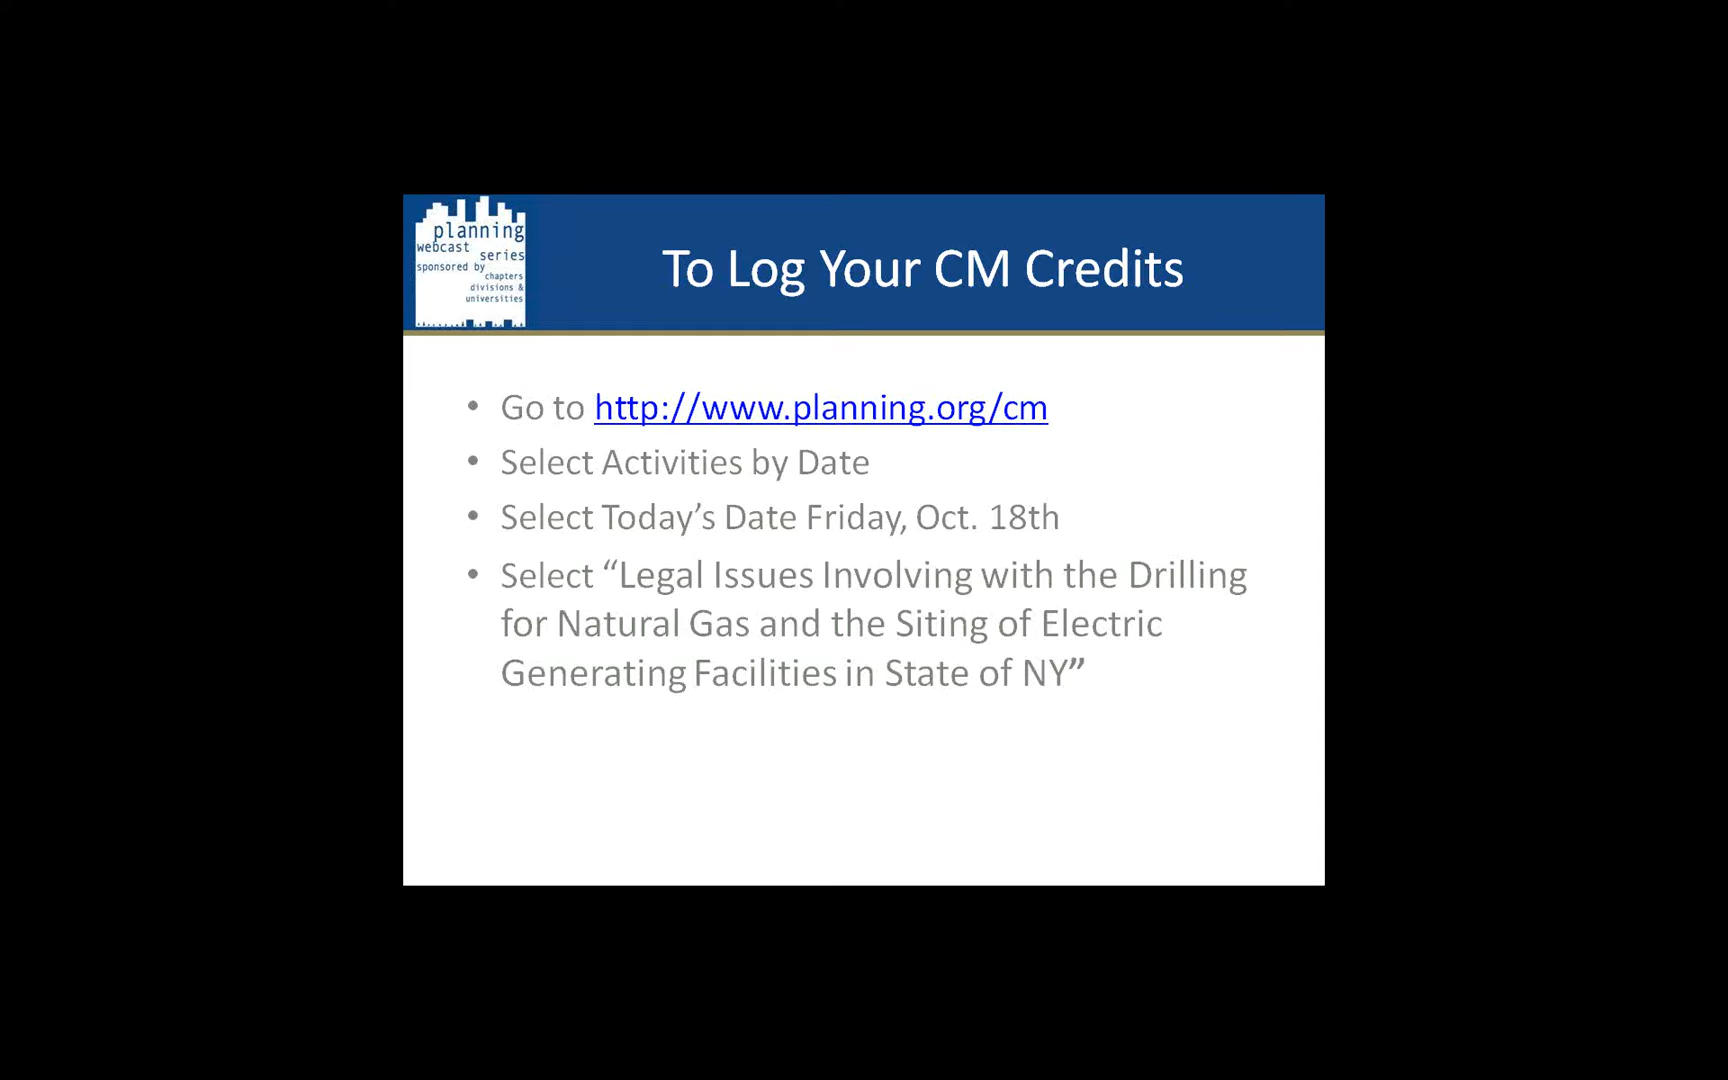 planning
webcast
series
sponsored by
chapters
divisions &
universities
To Log Your CM Credits
• Go to http://www.planning.org/cm
• Select Activities by Date
• Select Today’s Date Friday, Oct. 18th
• Select “Legal Issues Involving with the Drilling
for Natural Gas and the Siting of Electric
Generating Facilities in State of NY”